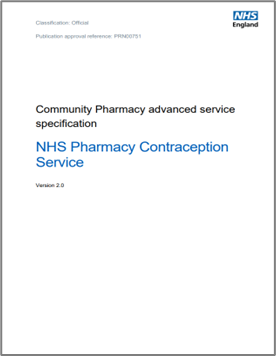 Classification: Official
NHS
England
Publication approval reference: PRN00751
Community Pharmacy advanced service
specification
NHS Pharmacy Contraception
Service
Version 2.0